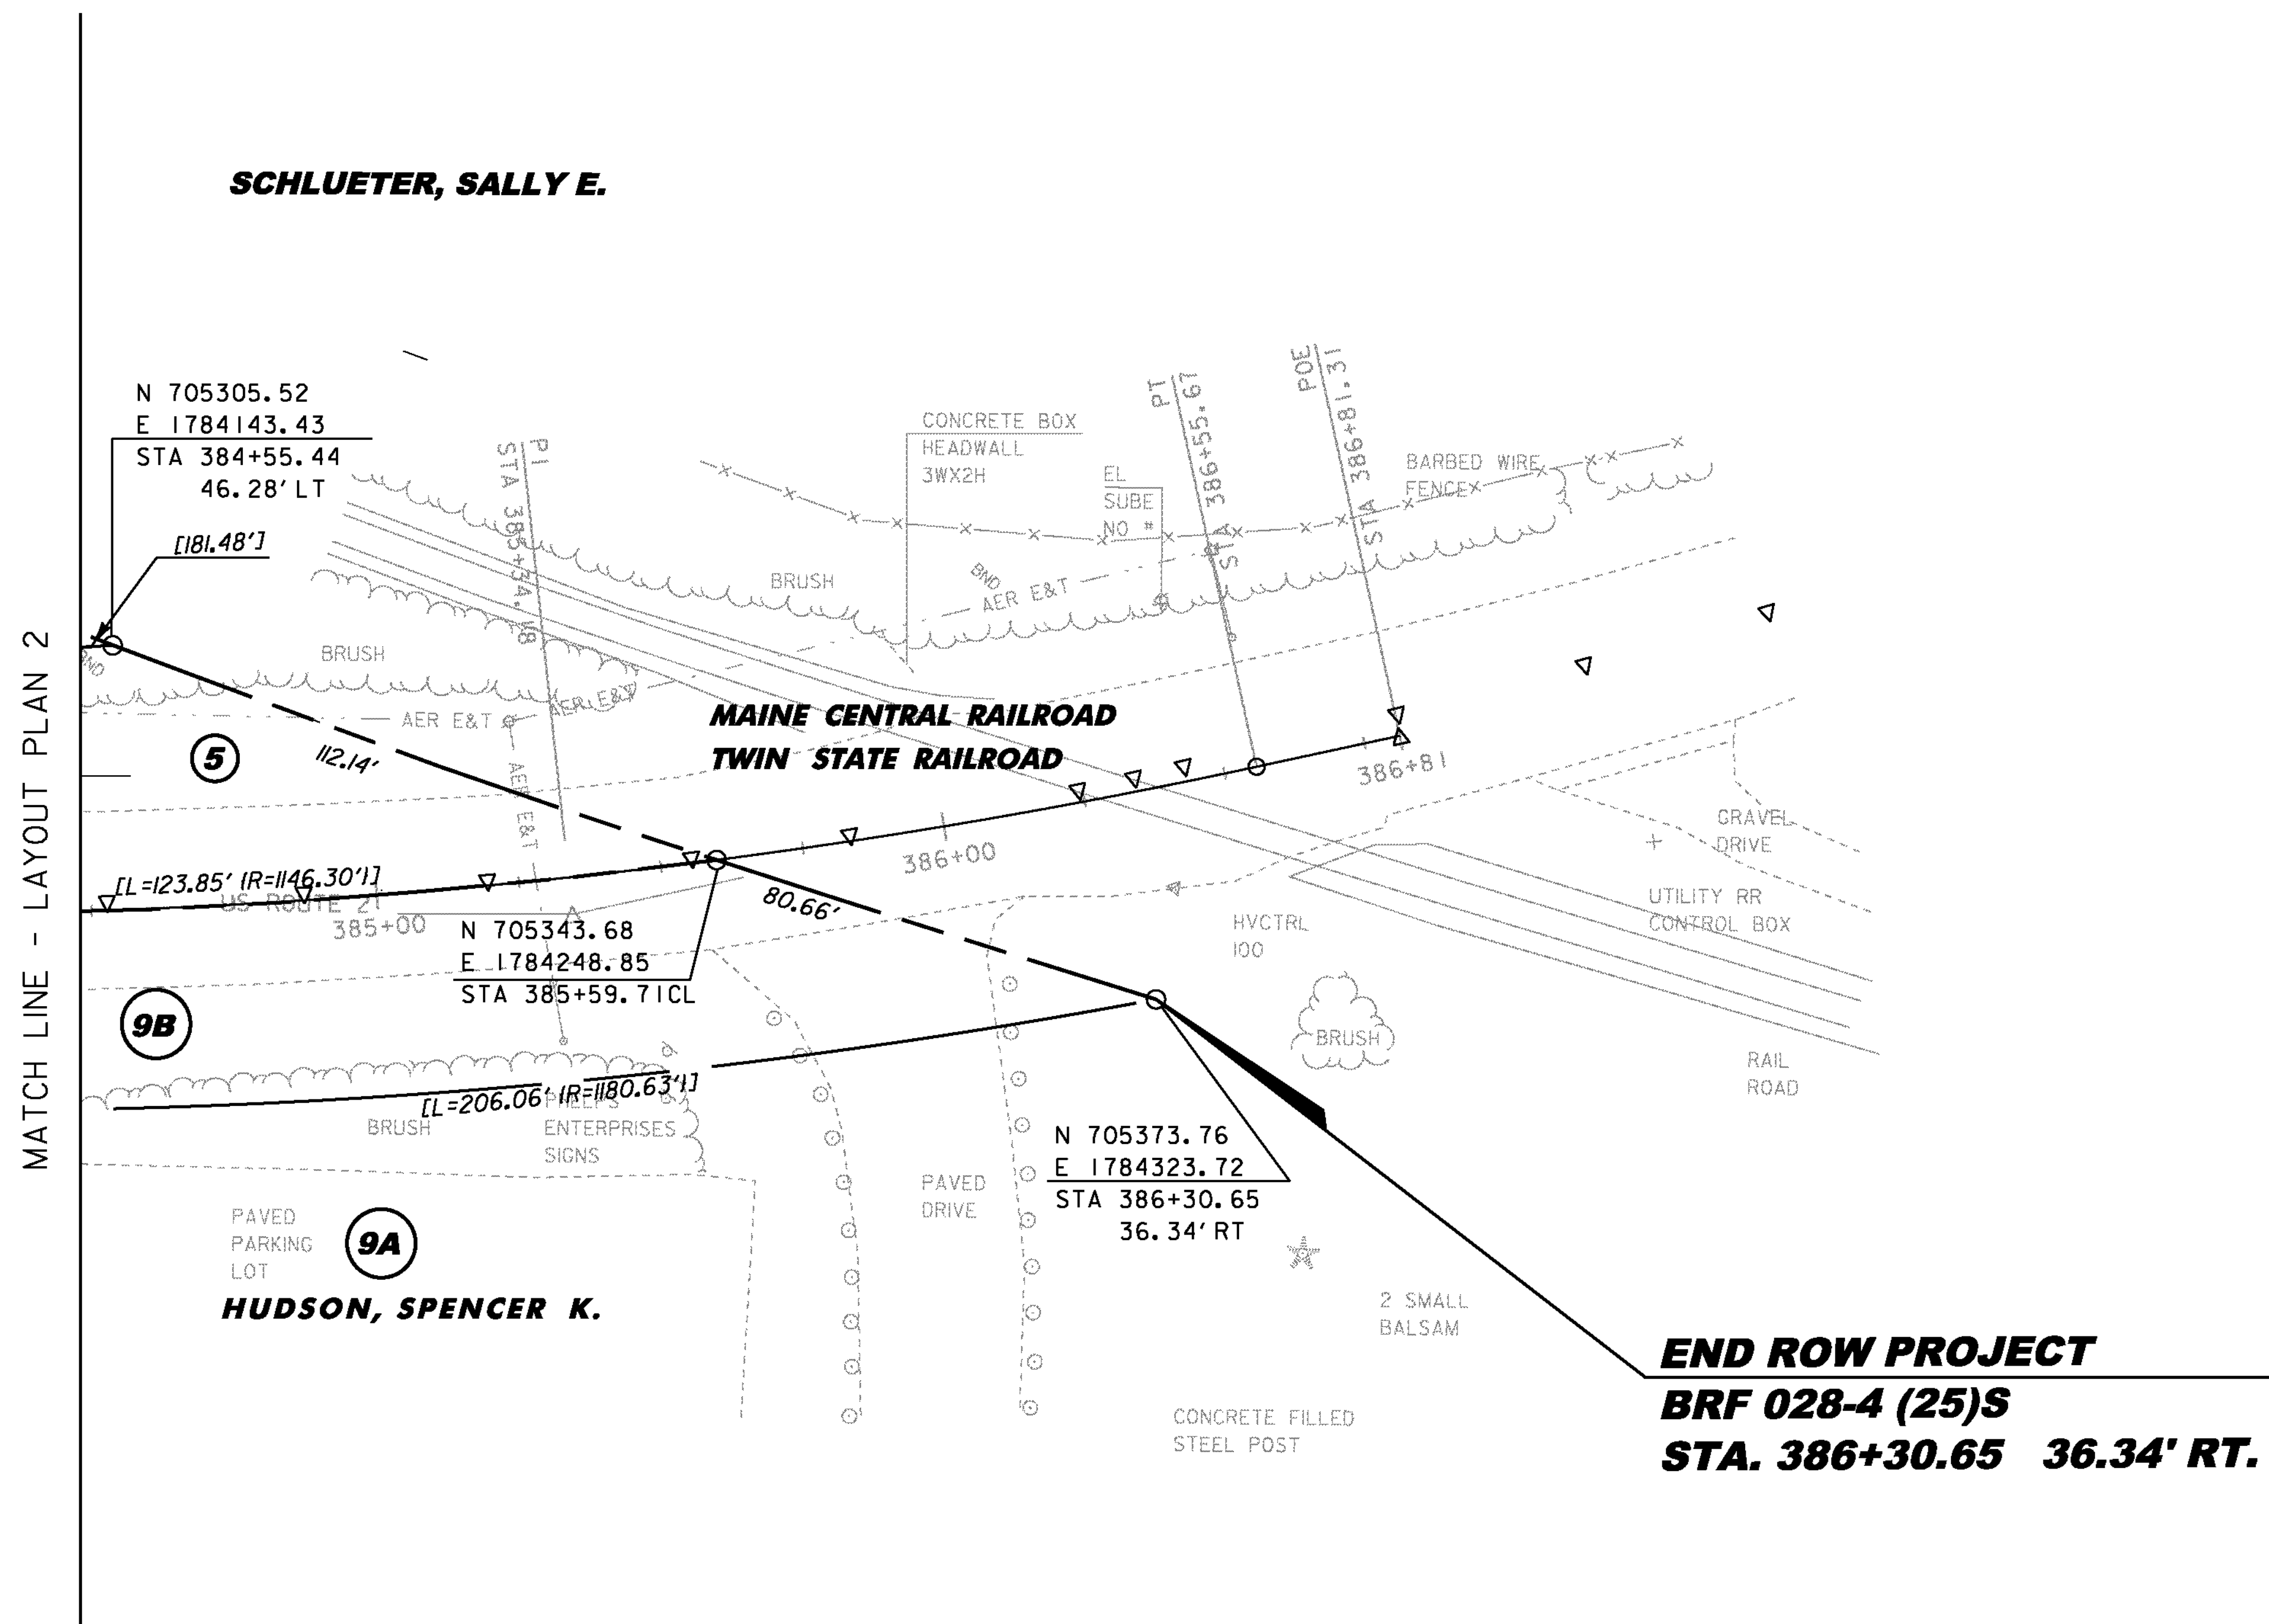 MATCH LINE - LAYOUT PLAN 2
SCHLUETER, SALLY E.
N 705305.52
E 1784143.43
STA 384+55.44
46.28' LT
[181.48']
PI
STA 385+34.18
CONCRETE BOX
HEADWALL
3WX2H
EL
SUBE
NO #
PT
STA 386+55.67
POE
STA 386+81.31
BARBED WIRE
FENCE
BRUSH
BND
AER E&T
BND
BRUSH
AER E&T
AER E&T
AER E&T
MAINE CENTRAL RAILROAD
TWIN STATE RAILROAD
5
112.14'
386+81
386+00
GRAVEL
DRIVE
[L=123.85' (R=1146.30')]
US ROUTE 2
385+00
80.66'
UTILITY RR
CONTROL BOX
HVCTRL
100
N 705343.68
E 1784248.85
STA 385+59.71CL
9B
BRUSH
RAIL
ROAD
[L=206.06' (R=1180.63')]
PHELPS
ENTERPRISES
SIGNS
BRUSH
N 705373.76
E 1784323.72
STA 386+30.65
36.34' RT
PAVED
DRIVE
PAVED
PARKING
LOT
9A
HUDSON, SPENCER K.
2 SMALL
BALSAM
END ROW PROJECT
BRF 028-4 (25)S
STA. 386+30.65 36.34' RT.
CONCRETE FILLED
STEEL POST